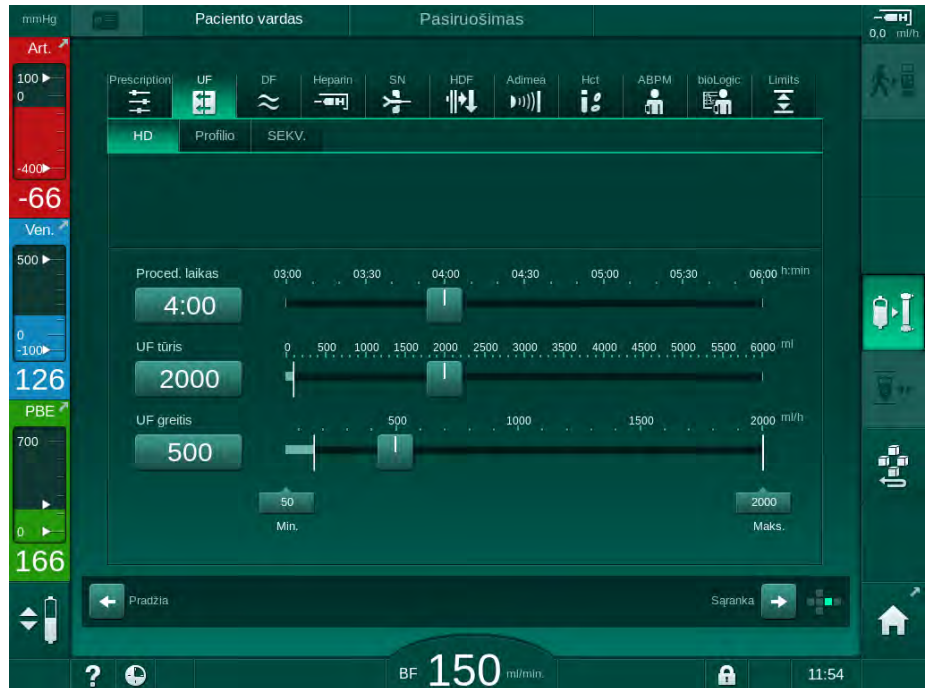 mmHg
Paciento vardas
Pasiruošimas
0,0 ml/h
Art.
100
0
-400
-66
Ven.
500
0
-100
126
PBE
700
0
166
Prescription UF DF Heparin SN HDF Adimea Hct ABPM bioLogic Limits
HD Profilio SEKV.
Proced. laikas
03:00 03:30 04:00 04:30 05:00 05:30 06:00 h:min
4:00
UF tūris
0 500 1000 1500 2000 2500 3000 3500 4000 4500 5000 5500 6000 ml
2000
UF greitis
500 1000 1500 2000 ml/h
500
50 2000
Min. Maks.
Pradžia Sąranka
? BF 150 ml/min. 11:54